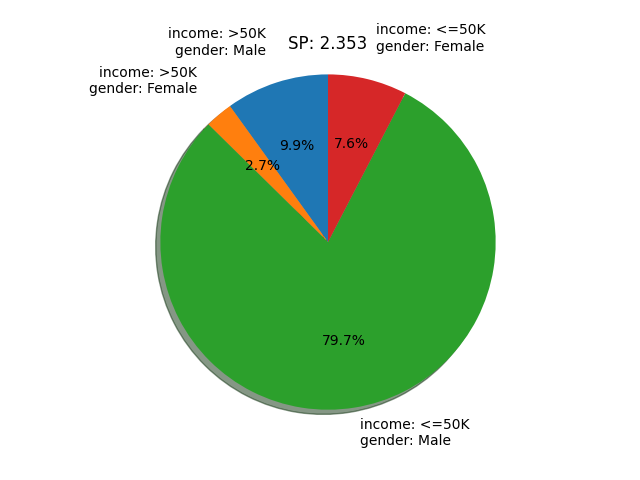 SP: 2.353
income: >50K
gender: Male
income: <=50K
gender: Female
income: >50K
gender: Female
9.9%
7.6%
2.7%
79.7%
income: <=50K
gender: Male